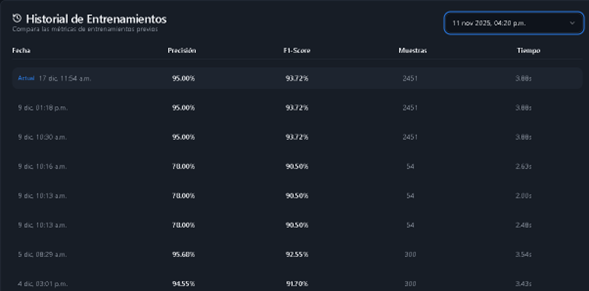 Historial de Entrenamientos
Compara las métricas de entrenamientos previos
11 nov 2025, 04:20 p.m.
Fecha Precisión F1-Score Muestras Tiempo
Actual 17 dic, 11:54 a.m. 95.00% 93.72% 2451 3.88s
9 dic, 01:18 p.m. 95.00% 93.72% 2451 3.88s
9 dic, 10:30 a.m. 95.00% 93.72% 2451 3.88s
9 dic, 10:16 a.m. 78.00% 90.50% 54 2.63s
9 dic, 10:13 a.m. 78.00% 90.50% 54 2.00s
9 dic, 10:13 a.m. 78.00% 90.50% 54 2.48s
5 dic, 08:29 a.m. 95.68% 92.55% 300 3.54s
4 dic, 03:01 p.m. 94.55% 91.70% 300 3.43s